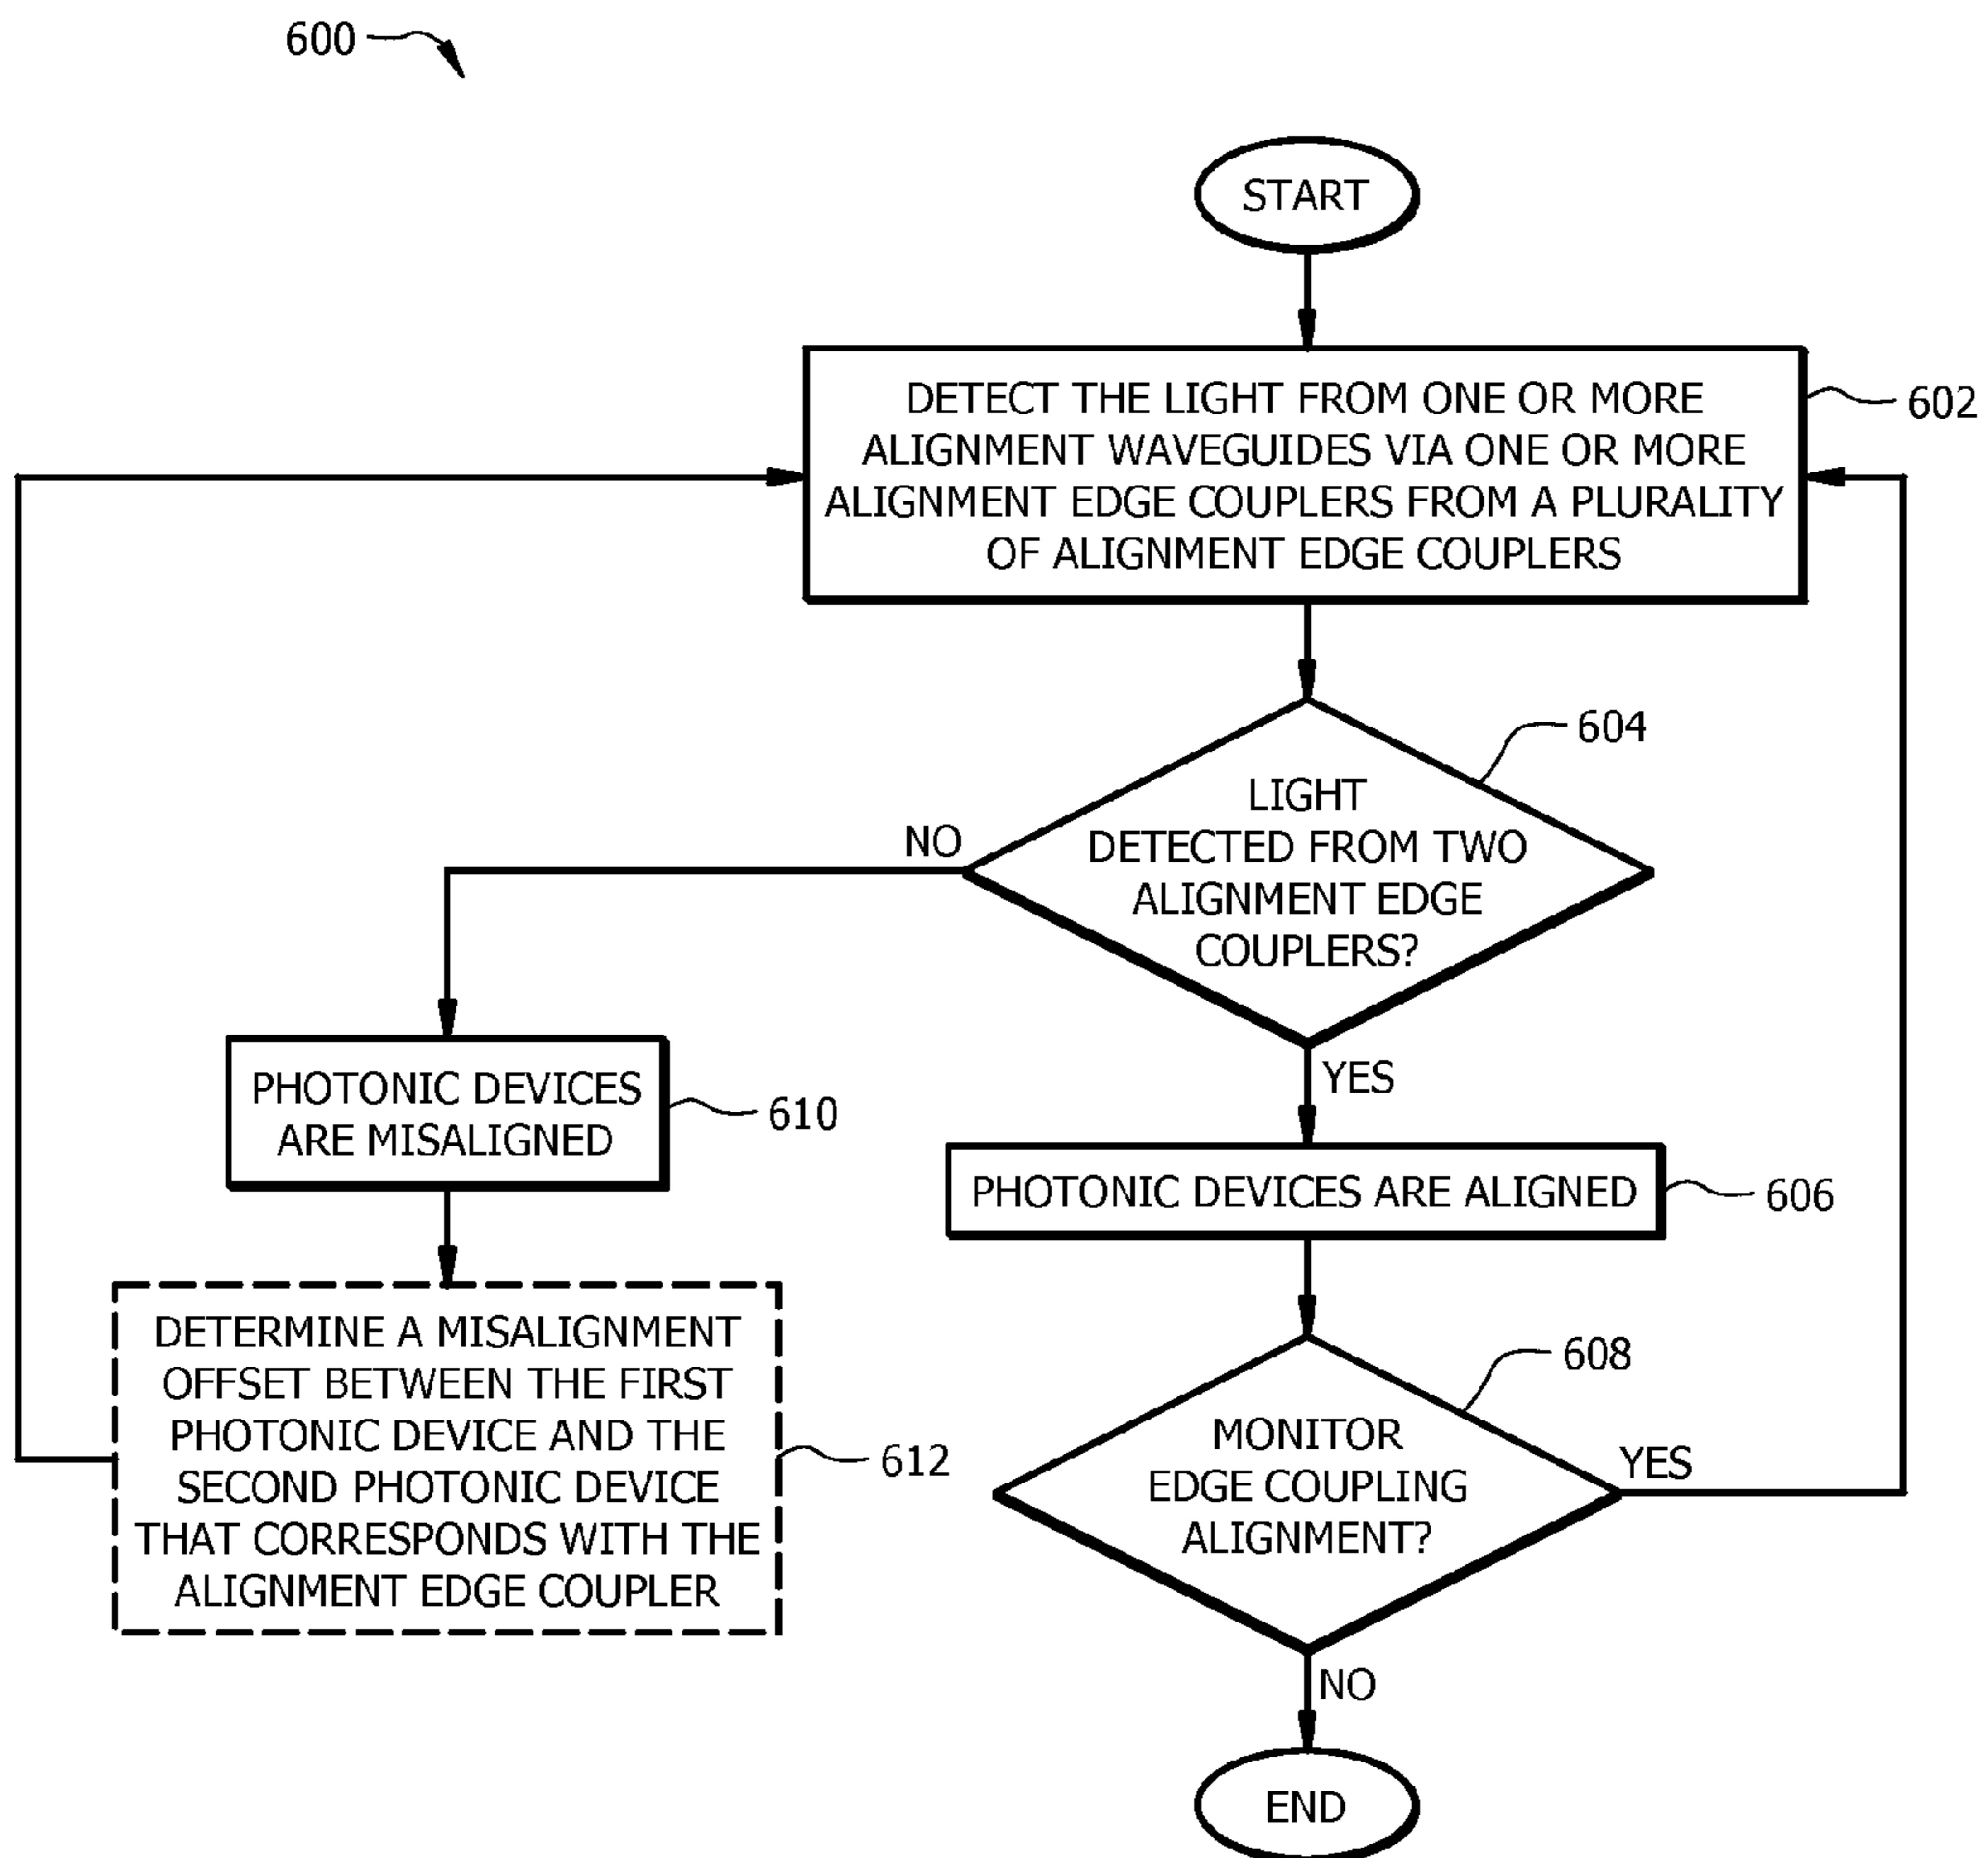 600
START
DETECT THE LIGHT FROM ONE OR MORE
ALIGNMENT WAVEGUIDES VIA ONE OR MORE
ALIGNMENT EDGE COUPLERS FROM A PLURALITY
OF ALIGNMENT EDGE COUPLERS
602
LIGHT
DETECTED FROM TWO
ALIGNMENT EDGE
COUPLERS?
604
NO
YES
PHOTONIC DEVICES
ARE MISALIGNED
610
PHOTONIC DEVICES ARE ALIGNED
606
DETERMINE A MISALIGNMENT
OFFSET BETWEEN THE FIRST
PHOTONIC DEVICE AND THE
SECOND PHOTONIC DEVICE
THAT CORRESPONDS WITH THE
ALIGNMENT EDGE COUPLER
612
MONITOR
EDGE COUPLING
ALIGNMENT?
608
YES
NO
END